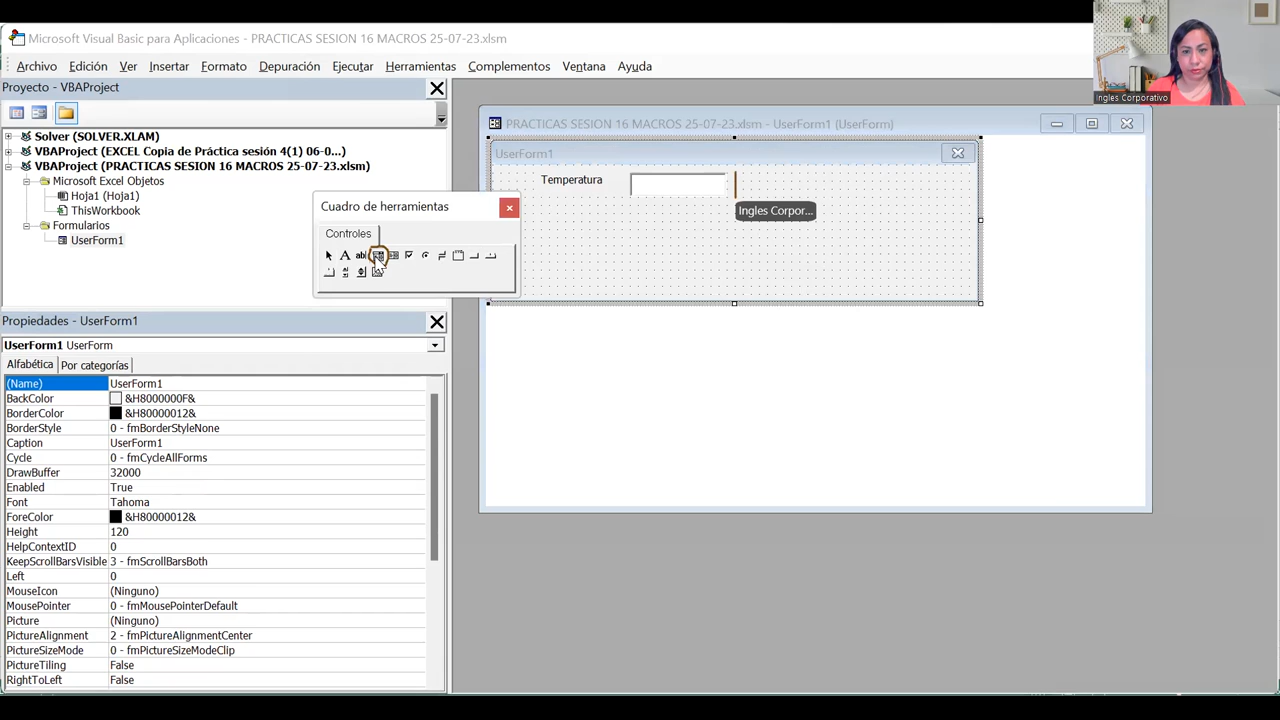 Microsoft Visual Basic para Aplicaciones - PRACTICAS SESION 16 MACROS 25-07-23.xlsm
Archivo Edición Ver Insertar Formato Depuración Ejecutar Herramientas Complementos Ventana Ayuda
Ingles Corporativo
Proyecto - VBAProject
Solver (SOLVER.XLAM)
VBAProject (EXCEL Copia de Práctica sesión 4(1) 06-0...)
VBAProject (PRACTICAS SESION 16 MACROS 25-07-23.xlsm)
Microsoft Excel Objetos
Hoja1 (Hoja1)
ThisWorkbook
Formularios
UserForm1
Cuadro de herramientas
Controles
A ab|
PRACTICAS SESION 16 MACROS 25-07-23.xlsm - UserForm1 (UserForm)
UserForm1
Temperatura
Ingles Corpor...
Propiedades - UserForm1
UserForm1 UserForm
Alfabética Por categorías
(Name) UserForm1
BackColor &H8000000F&
BorderColor &H80000012&
BorderStyle 0 - fmBorderStyleNone
Caption UserForm1
Cycle 0 - fmCycleAllForms
DrawBuffer 32000
Enabled True
Font Tahoma
ForeColor &H80000012&
Height 120
HelpContextID 0
KeepScrollBarsVisible 3 - fmScrollBarsBoth
Left 0
MouseIcon (Ninguno)
MousePointer 0 - fmMousePointerDefault
Picture (Ninguno)
PictureAlignment 2 - fmPictureAlignmentCenter
PictureSizeMode 0 - fmPictureSizeModeClip
PictureTiling False
RightToLeft False